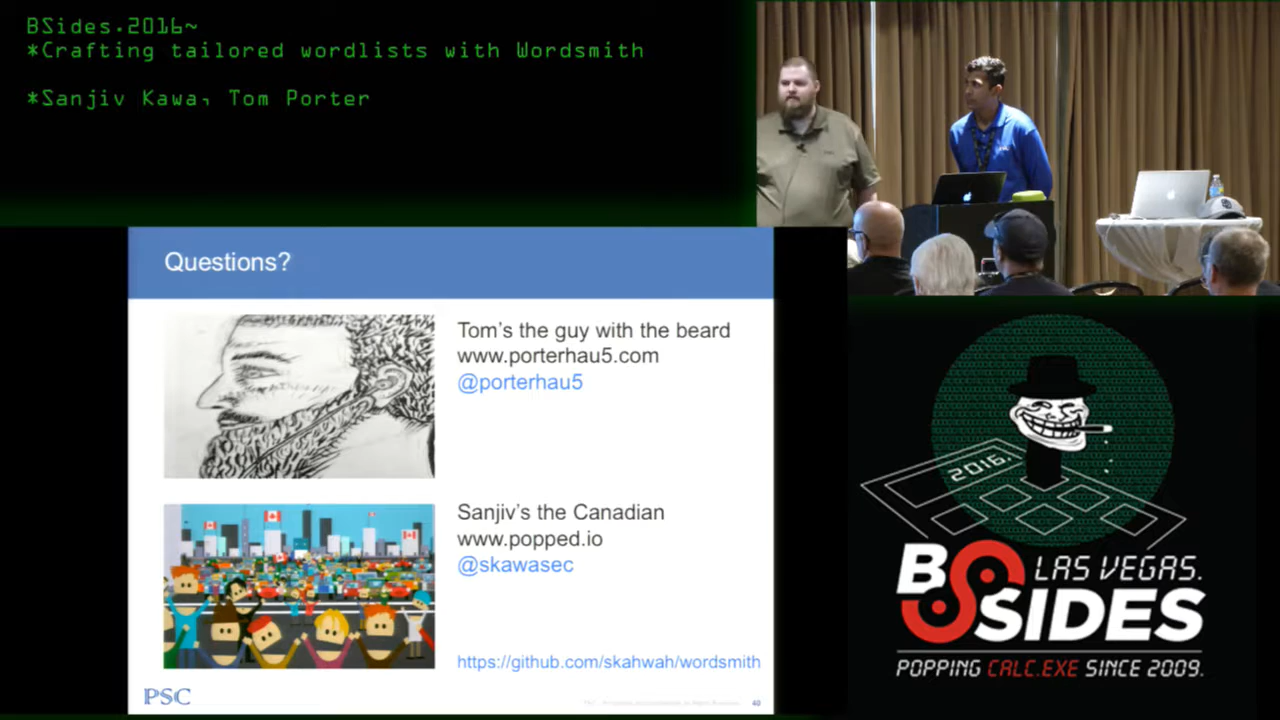 BSides.2016~
*Crafting tailored wordlists with Wordsmith
*Sanjiv Kawa, Tom Porter
Questions?
Tom's the guy with the beard
www.porterhau5.com
@porterhau5
Sanjiv's the Canadian
www.popped.io
@skawasec
https://github.com/skahwah/wordsmith
PSC
40
2016.
BSIDES
LAS VEGAS.
POPPING CALC.EXE SINCE 2009.